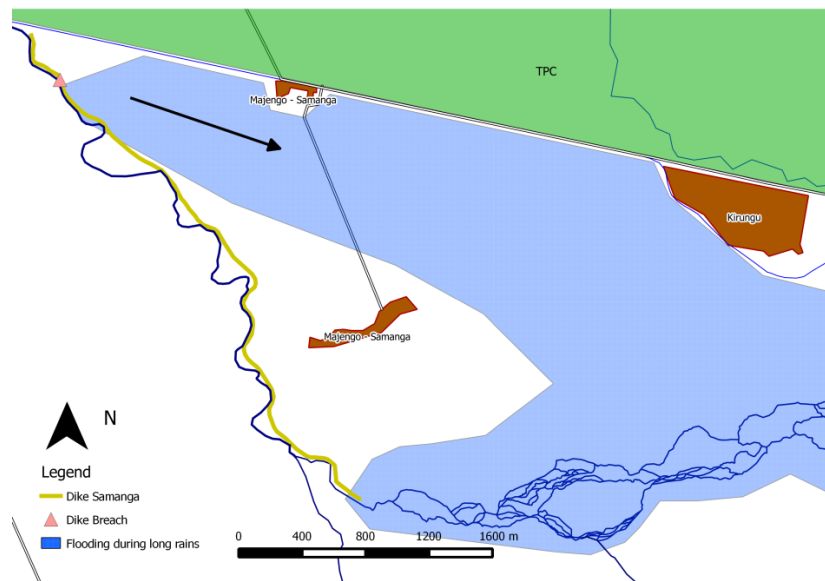 TPC
Majengo - Samanga
Kirungu
Majengo - Samanga
N
Legend
Dike Samanga
Dike Breach
Flooding during long rains
0 400 800 1200 1600 m